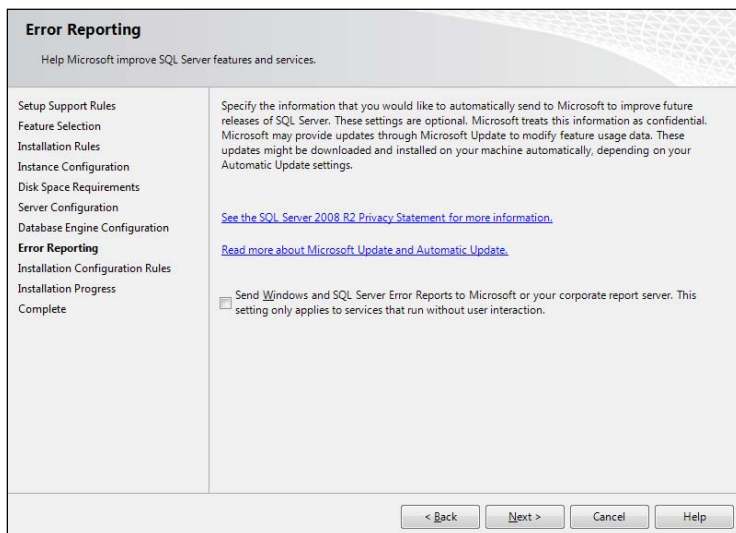 Error Reporting
Help Microsoft improve SQL Server features and services.
Setup Support Rules
Feature Selection
Installation Rules
Instance Configuration
Disk Space Requirements
Server Configuration
Database Engine Configuration
Error Reporting
Installation Configuration Rules
Installation Progress
Complete
Specify the information that you would like to automatically send to Microsoft to improve future
releases of SQL Server. These settings are optional. Microsoft treats this information as confidential.
Microsoft may provide updates through Microsoft Update to modify feature usage data. These
updates might be downloaded and installed on your machine automatically, depending on your
Automatic Update settings.
See the SQL Server 2008 R2 Privacy Statement for more information.
Read more about Microsoft Update and Automatic Update.
Send Windows and SQL Server Error Reports to Microsoft or your corporate report server. This
setting only applies to services that run without user interaction.
< Back
Next >
Cancel
Help